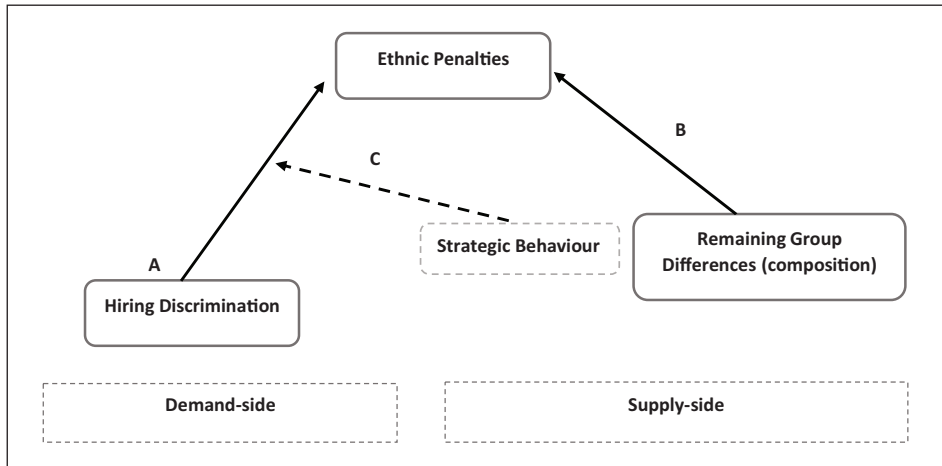 Ethnic Penalties
B
C
Strategic Behaviour
Remaining Group
Differences (composition)
A
Hiring Discrimination
Demand-side
Supply-side